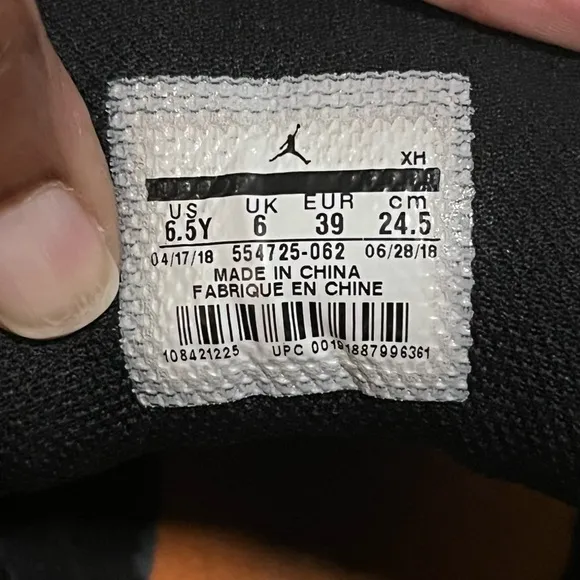 XH
US UK EUR cm
6.5Y 6 39 24.5
04/17/18 554725-062 06/28/18
MADE IN CHINA
FABRIQUE EN CHINE
108421225 UPC 00191887996361